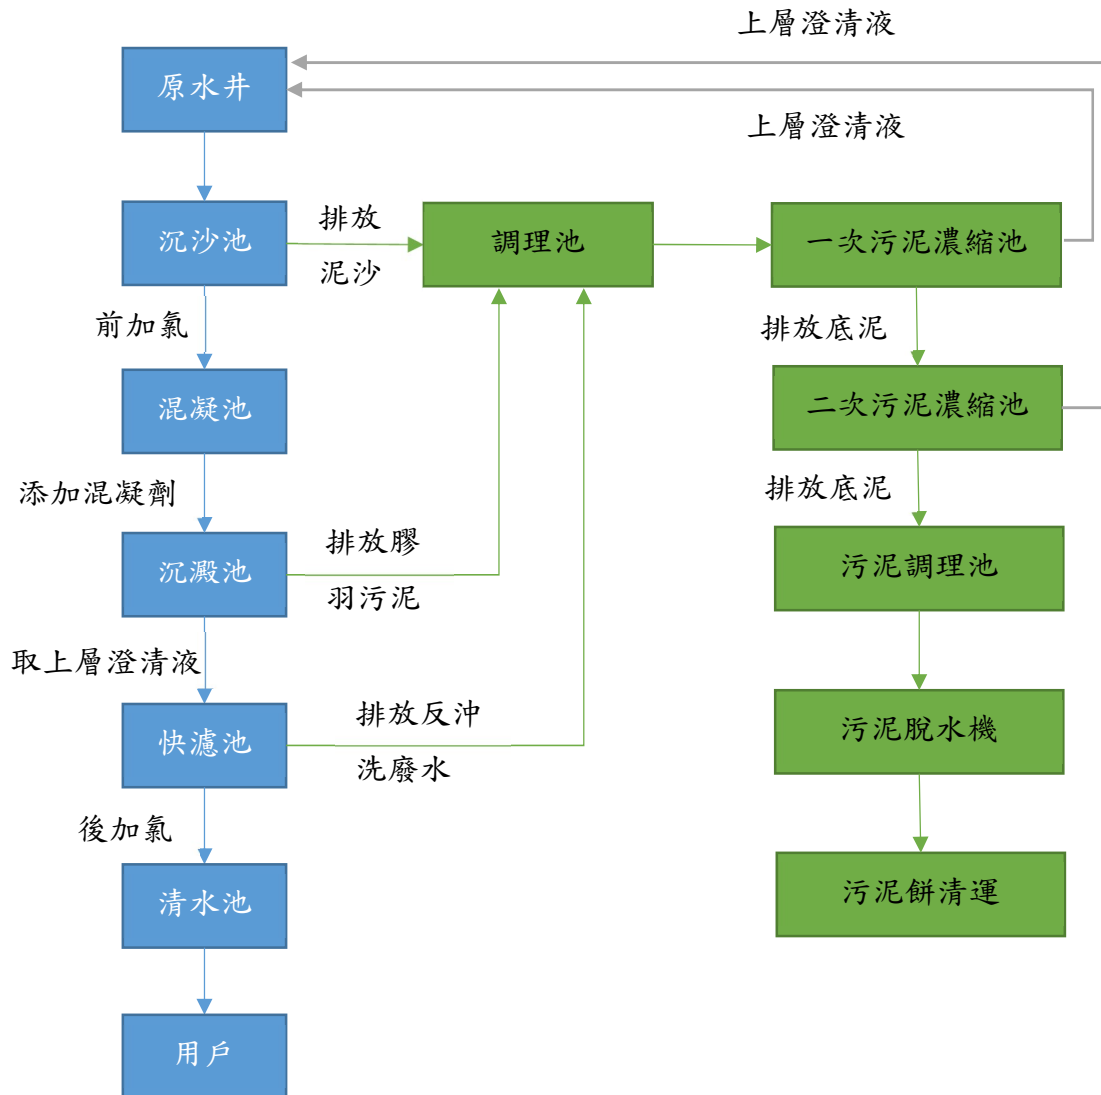 上層澄清液
原水井
上層澄清液
沉沙池
排放
泥沙
調理池
一次污泥濃縮池
前加氯
排放底泥
混凝池
二次污泥濃縮池
添加混凝劑
排放底泥
沉澱池
排放膠
羽污泥
污泥調理池
取上層澄清液
快濾池
排放反沖
洗廢水
污泥脫水機
後加氯
清水池
污泥餅清運
用戶